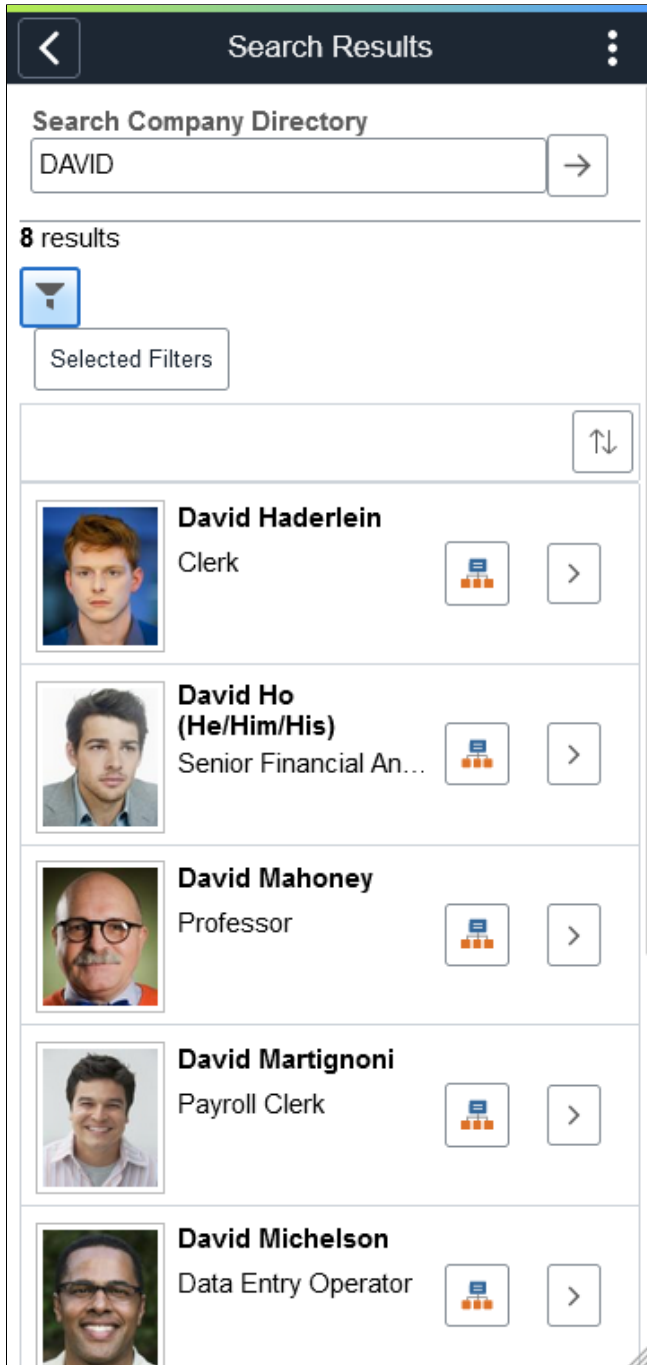 Search Results
Search Company Directory
DAVID
8 results
Selected Filters
David Haderlein
Clerk
David Ho
(He/Him/His)
Senior Financial An...
David Mahoney
Professor
David Martignoni
Payroll Clerk
David Michelson
Data Entry Operator